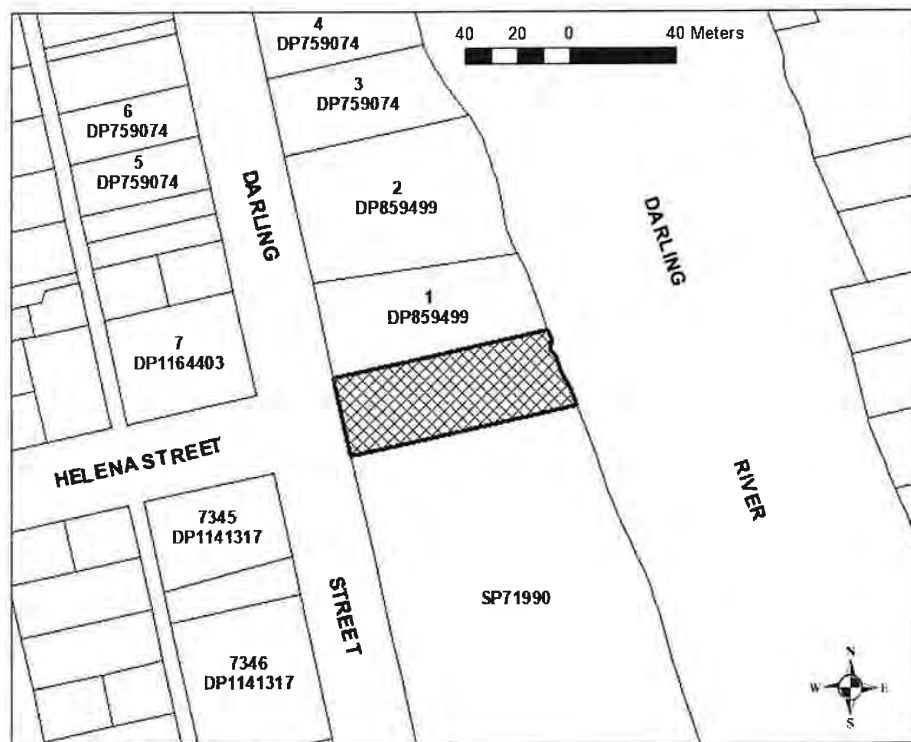 4
DP759074
40 20 0 40 Meters
3
DP759074
6
DP759074
5
DP759074
2
DP859499
DARLING
DARLING
1
DP859499
7
DP1164403
HELENA STREET
RIVER
7345
DP1141317
STREET
SP71990
7346
DP1141317
N
W E
S